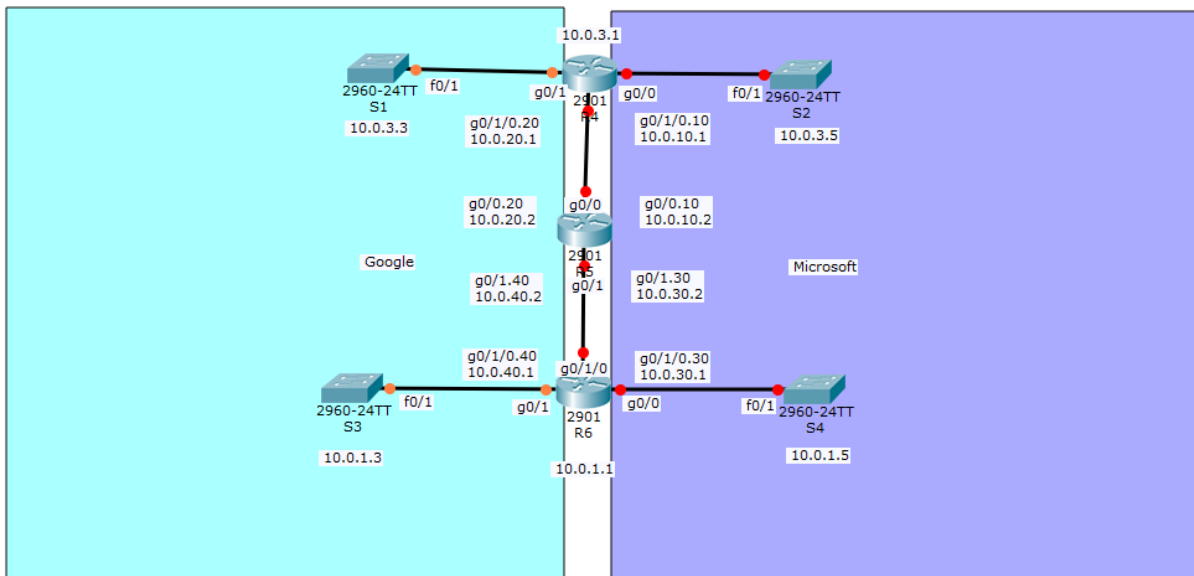 10.0.3.1
2960-24TT
S1
f0/1
g0/1
2901
R4
g0/0
f0/1
2960-24TT
S2
10.0.3.3
g0/1/0.20
10.0.20.1
g0/1/0.10
10.0.10.1
10.0.3.5
g0/0.20
10.0.20.2
g0/0
g0/0.10
10.0.10.2
2901
R5
Google
Microsoft
g0/1.40
10.0.40.2
g0/1
g0/1.30
10.0.30.2
g0/1/0.40
10.0.40.1
g0/1/0
g0/1/0.30
10.0.30.1
2960-24TT
S3
f0/1
g0/1
2901
R6
g0/0
f0/1
2960-24TT
S4
10.0.1.3
10.0.1.1
10.0.1.5